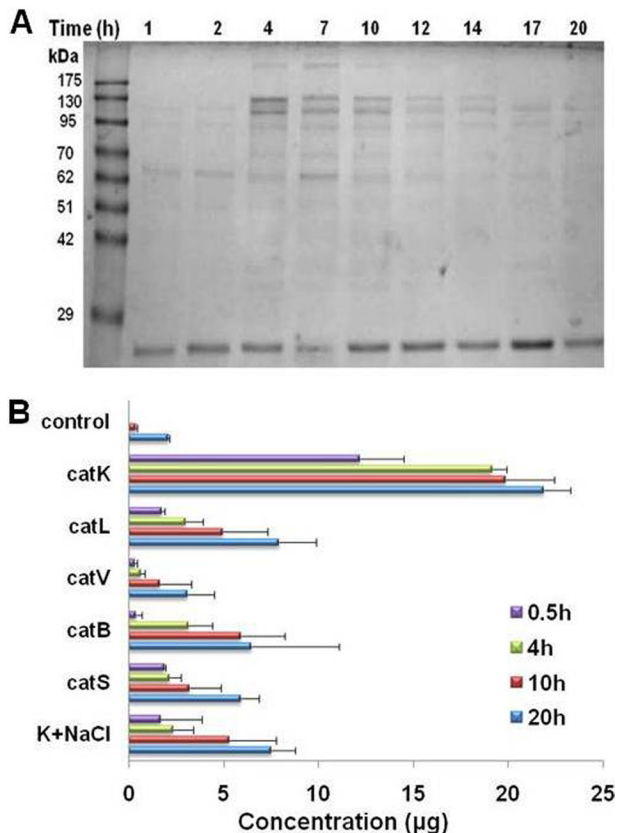 A Time (h) 1 2 4 7 10 12 14 17 20
kDa
175
130
95
70
62
51
42
29
B
control
catK
catL
catV
catB
catS
K+NaCl
0.5h
4h
10h
20h
0 5 10 15 20 25
Concentration (µg)